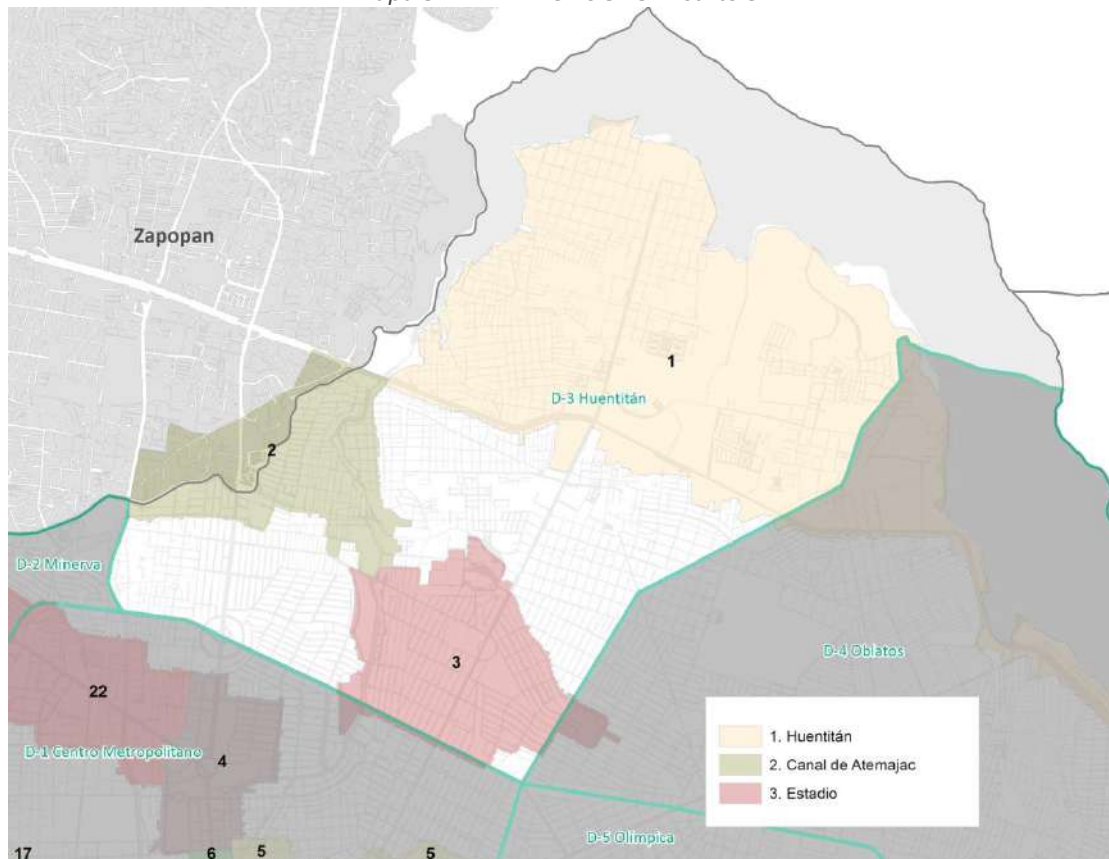 Zapopan
1
D-3 Huentitán
2
D-2 Minerva
3
D-4 Oblatos
22
D-1 Centro Metropolitano
4
1. Huentitán
2. Canal de Atemajac
3. Estadio
D-5 Olímpica
17
6
5
5